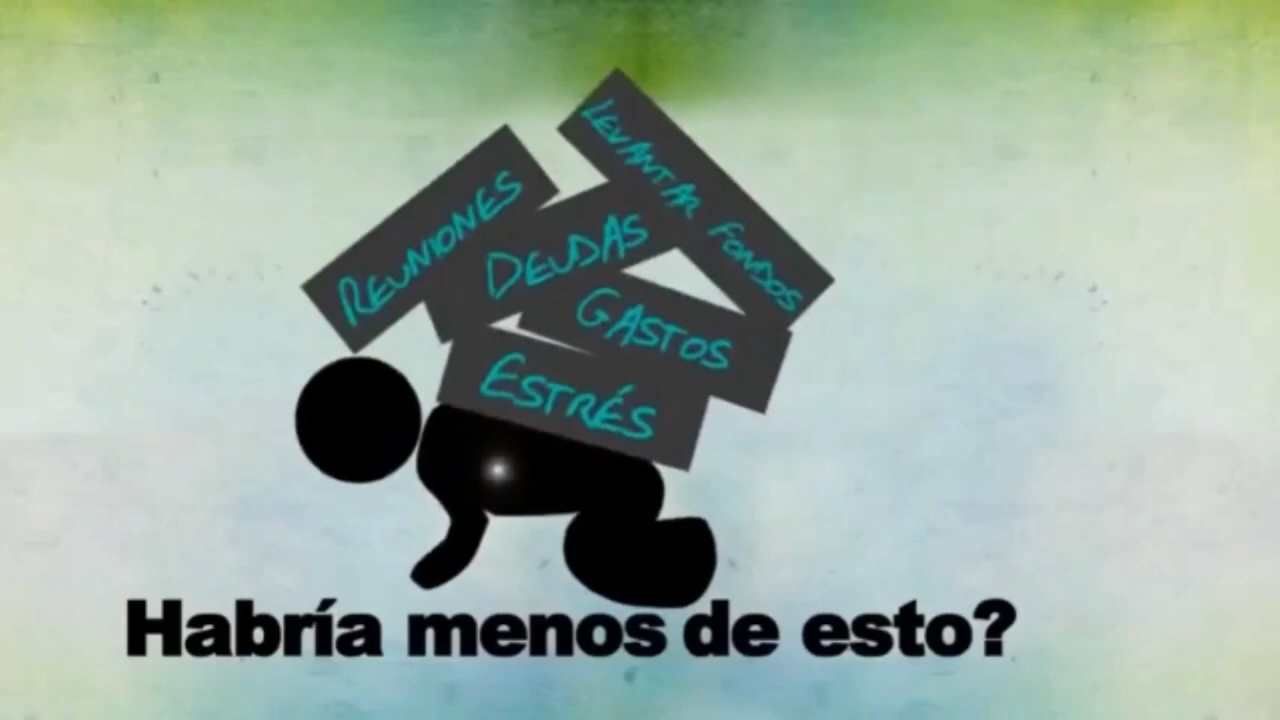 LEVANTAR FONDOS
REUNIONES
DEUDAS
GASTOS
ESTRÉS
Habría menos de esto?